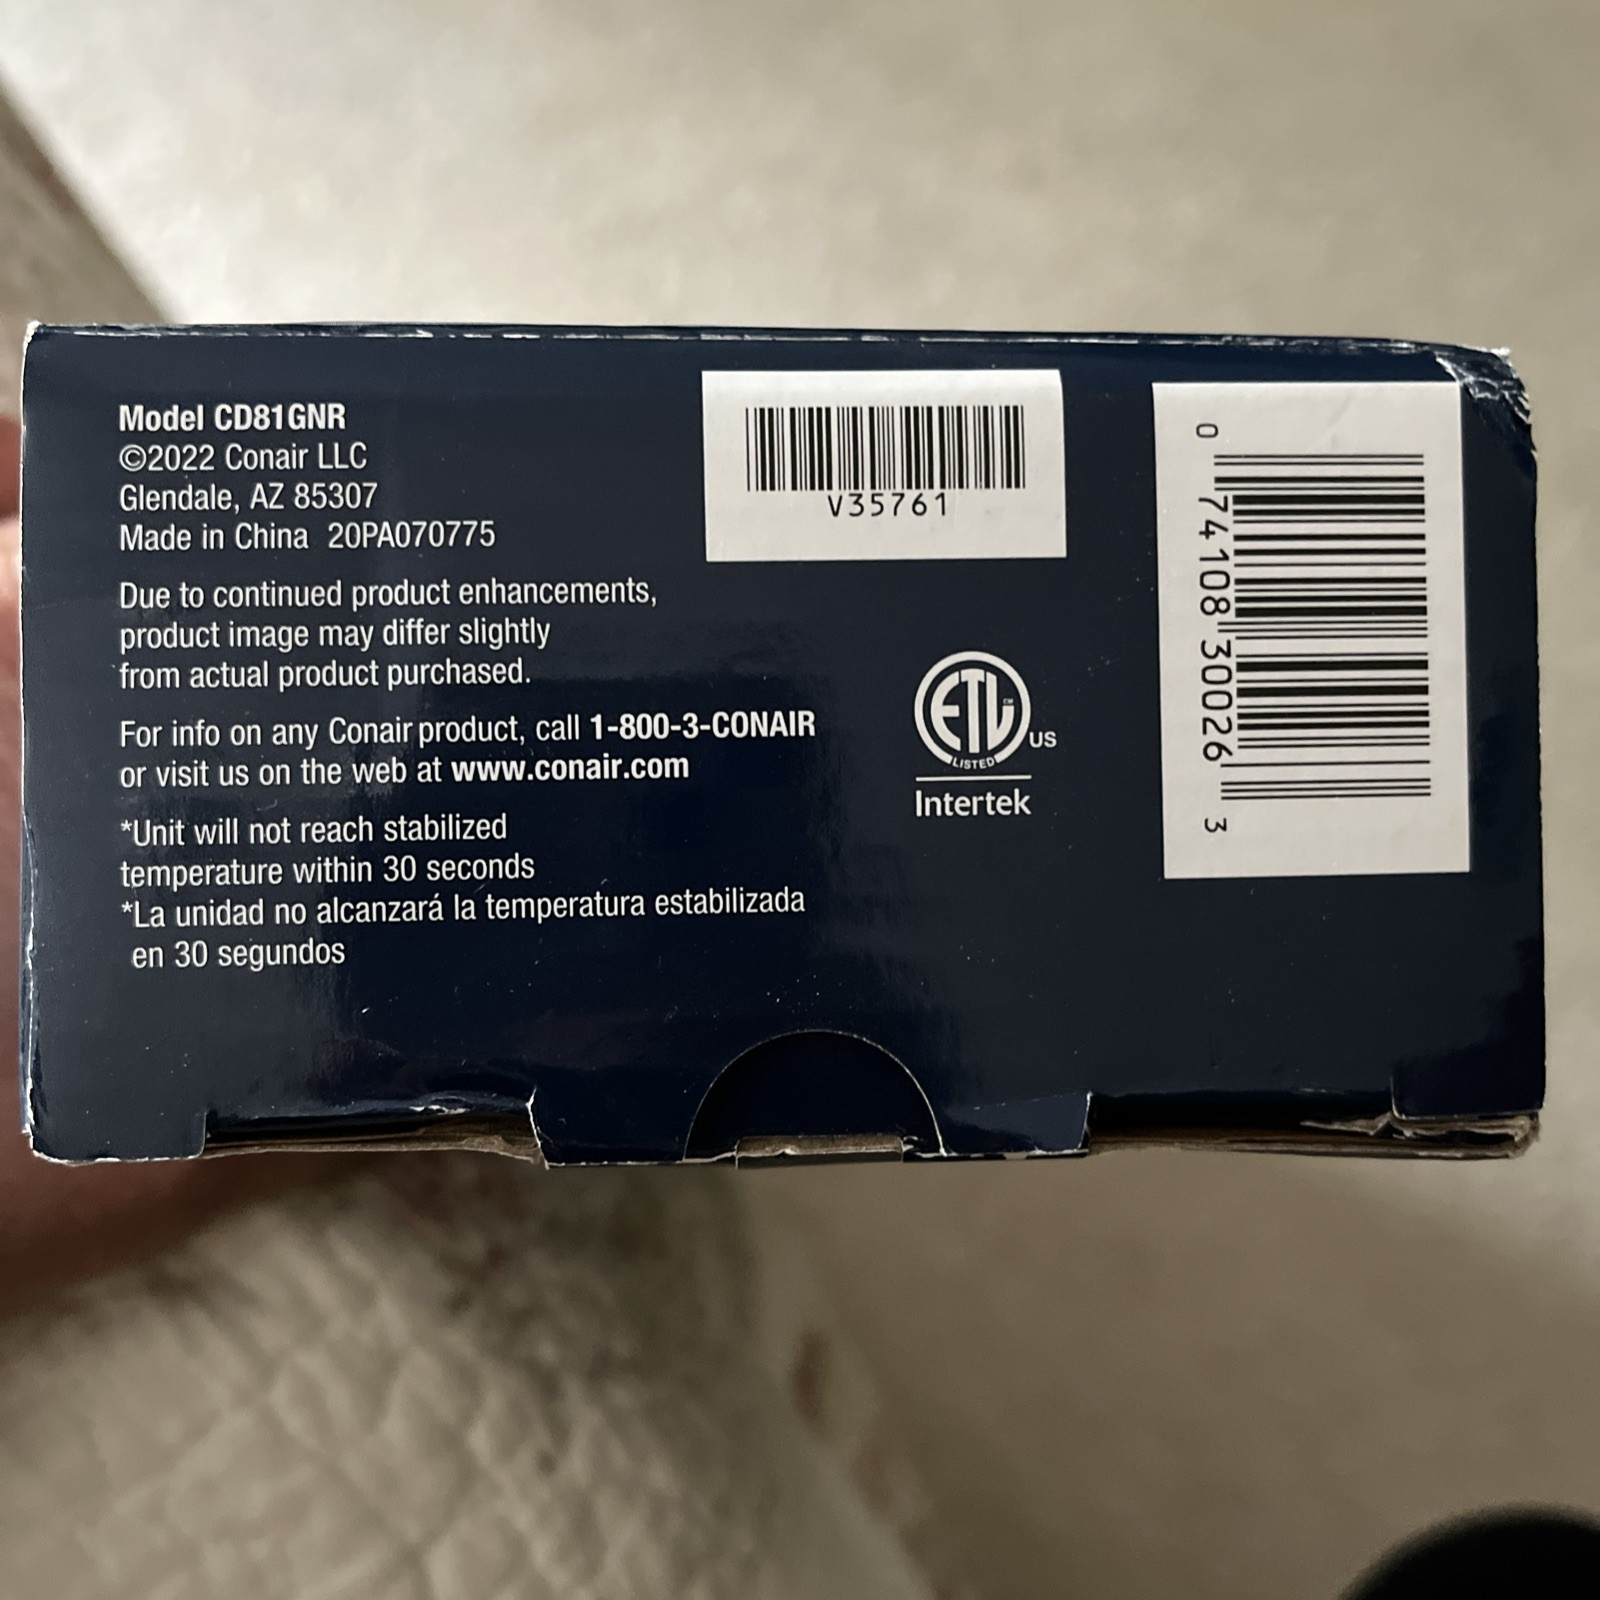 Model CD81GNR
©2022 Conair LLC
Glendale, AZ 85307
Made in China 20PA070775
Due to continued product enhancements,
product image may differ slightly
from actual product purchased.
For info on any Conair product, call 1-800-3-CONAIR
or visit us on the web at www.conair.com
*Unit will not reach stabilized
temperature within 30 seconds
*La unidad no alcanzará la temperatura estabilizada
en 30 segundos
V35761
ETL™
LISTED
US
Intertek
0 74108 30026 3